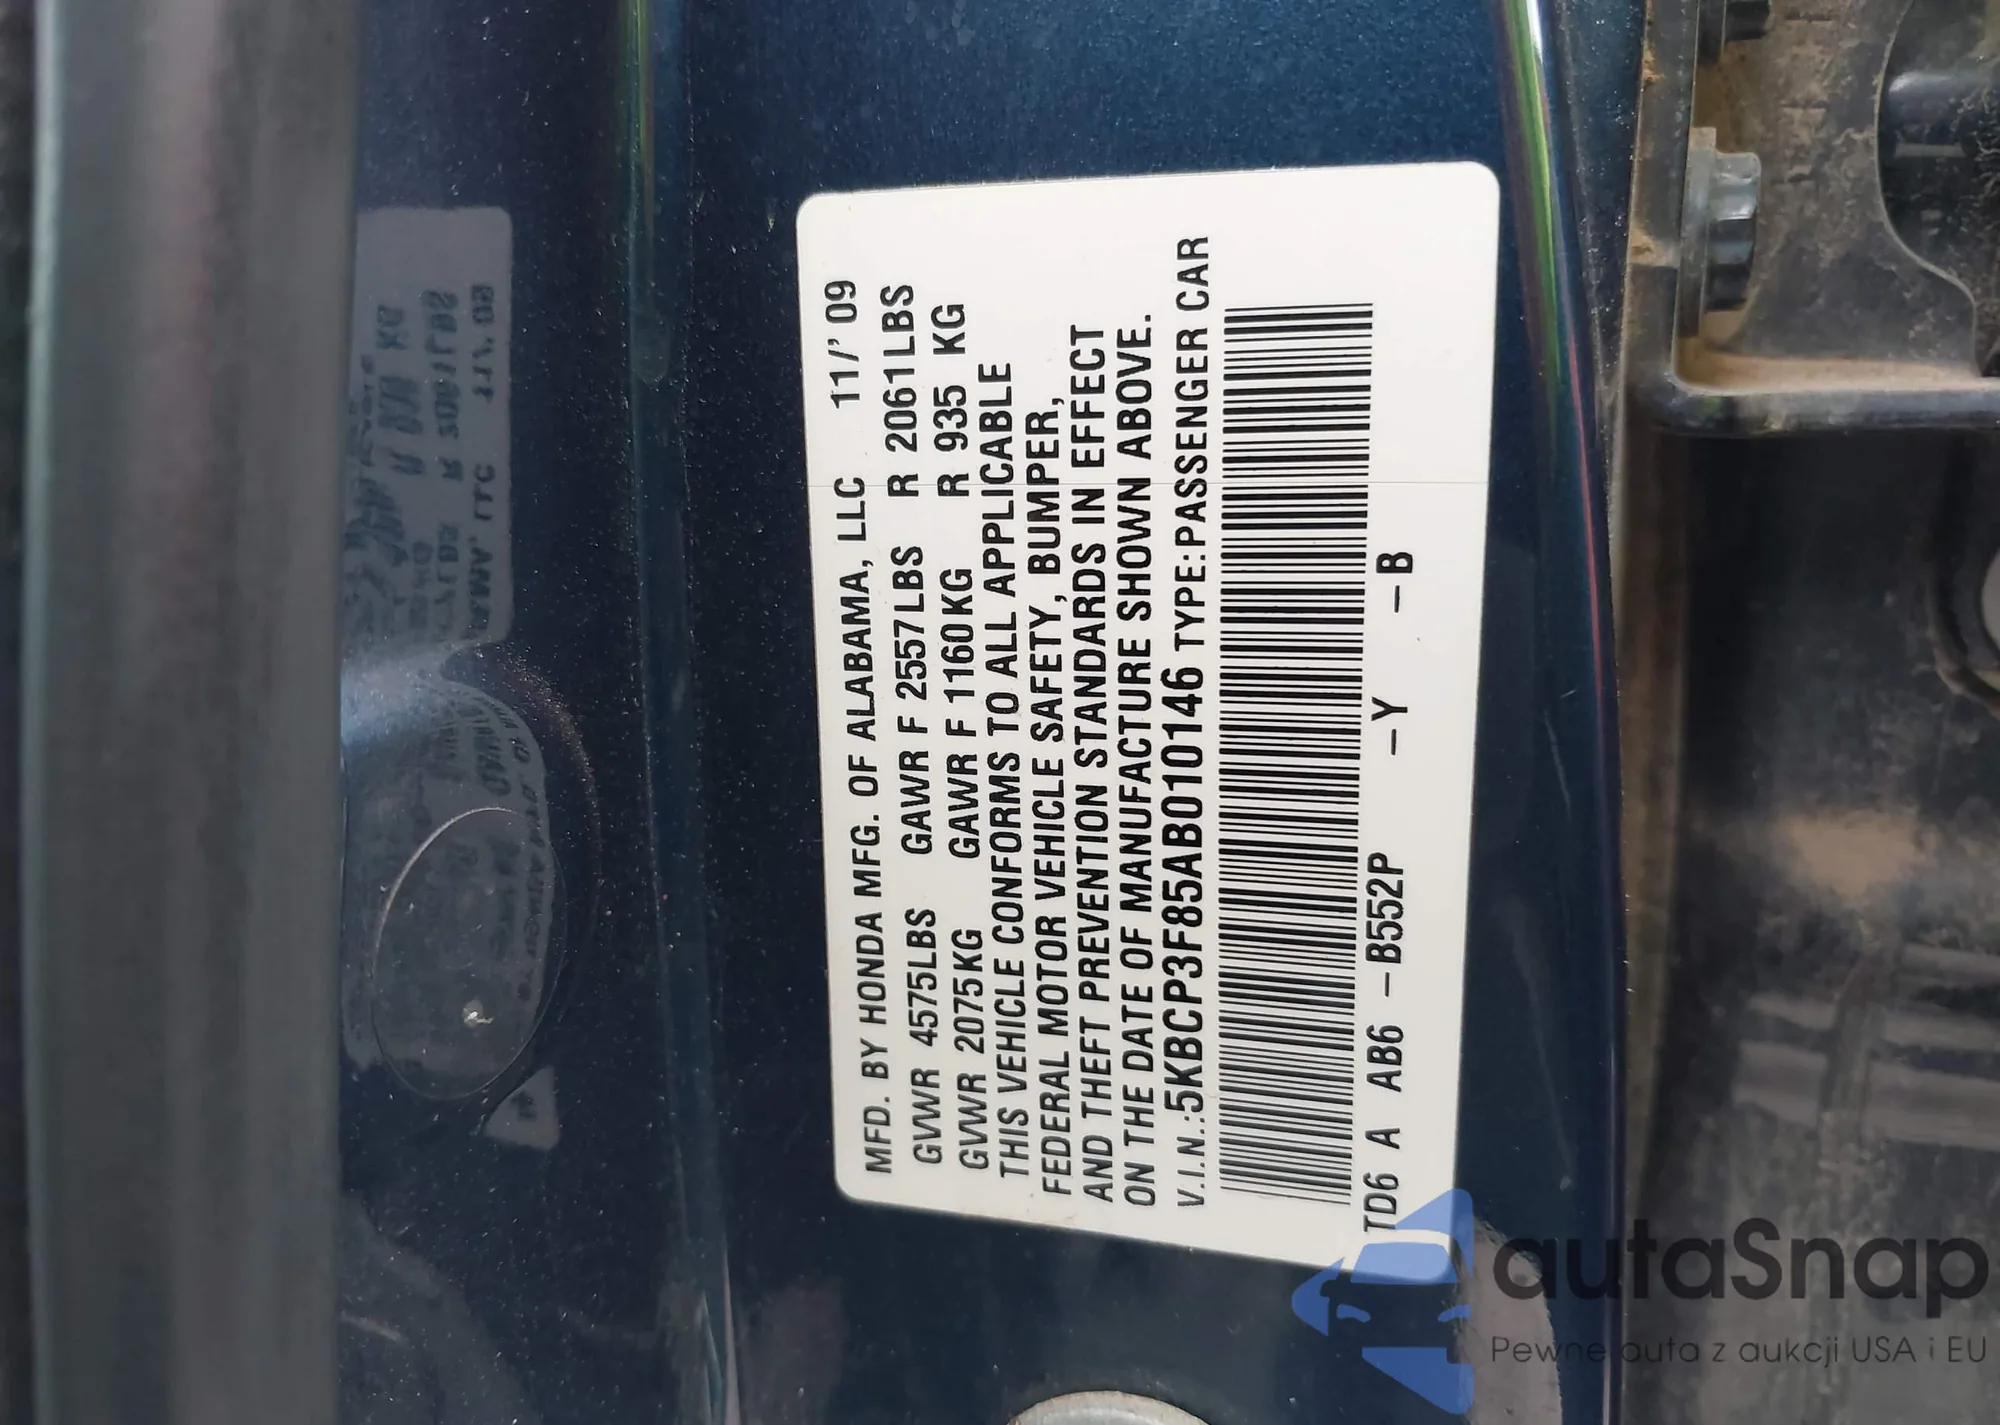 MFD. BY HONDA MFG. OF ALABAMA, LLC 11/'09
GVWR 4575LBS GAWR F 2557LBS R 2061LBS
GVWR 2075KG GAWR F 1160KG R 935 KG
THIS VEHICLE CONFORMS TO ALL APPLICABLE
FEDERAL MOTOR VEHICLE SAFETY, BUMPER,
AND THEFT PREVENTION STANDARDS IN EFFECT
ON THE DATE OF MANUFACTURE SHOWN ABOVE.
V.I.N.:5KBCP3F85AB010146 TYPE:PASSENGER CAR
TD6 A AB6 -B552P -Y -B
autaSnap
Pewne auta z aukcji USA i EU